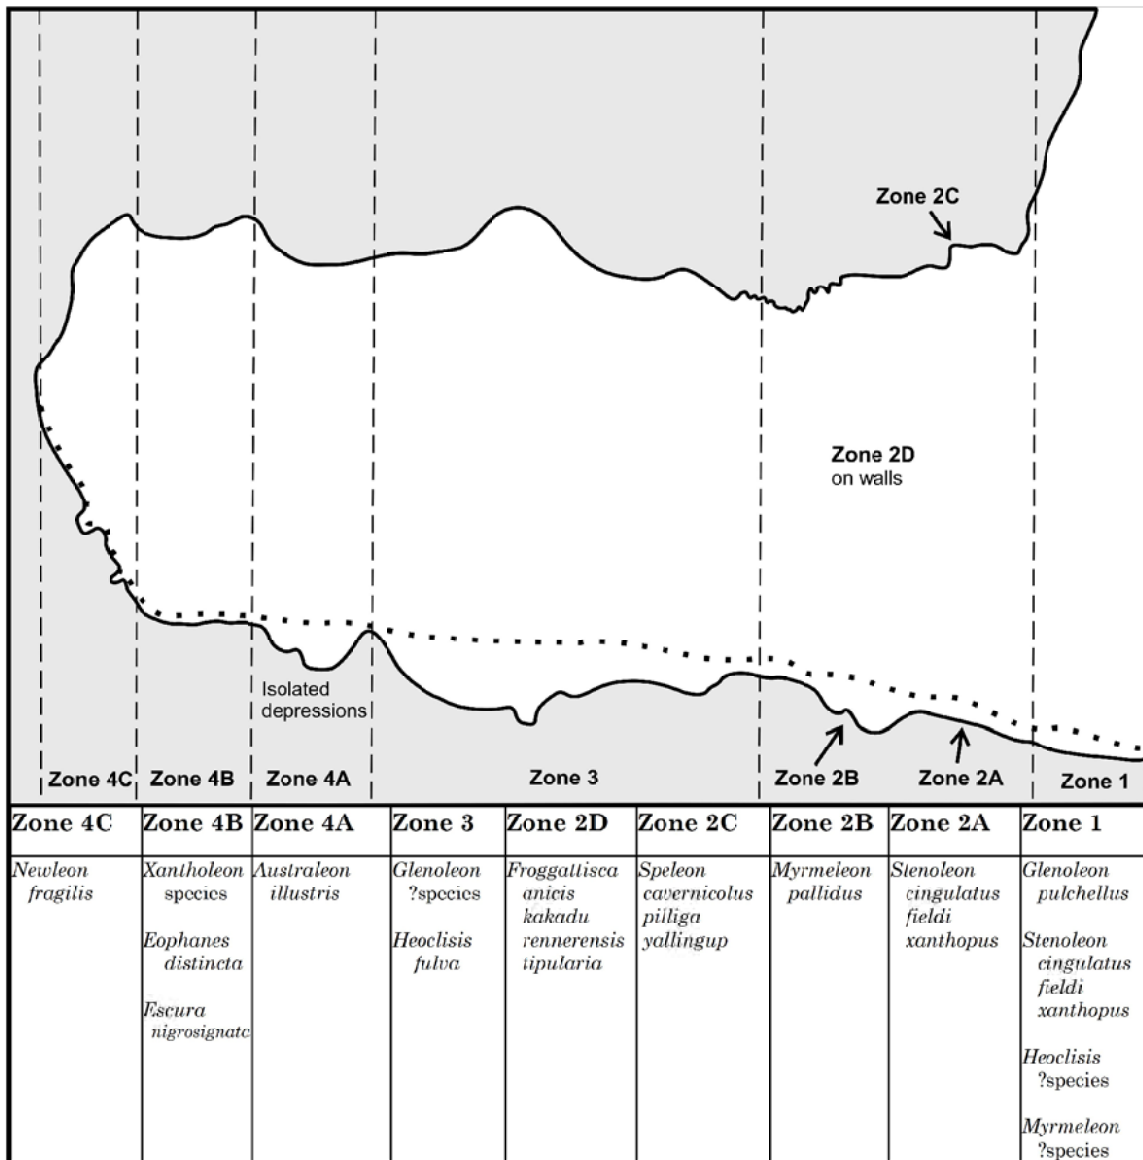 Zone 2C
Zone 2D
on walls
Isolated
depressions
Zone 4C
Zone 4B
Zone 4A
Zone 3
Zone 2B
Zone 2A
Zone 1
Zone 4C
Newleon
fragilis
Zone 4B
Xantholeon
species
Eophanes
distincta
Escura
nigrosignatc
Zone 4A
Australeon
illustris
Zone 3
Glenoleon
?species
Heoclisis
fulva
Zone 2D
Froggattisca
anicis
kakadu
rennerensis
tipularia
Zone 2C
Speleon
cavernicolus
pilliga
yallingup
Zone 2B
Myrmeleon
pallidus
Zone 2A
Stenoleon
cingulatus
fieldi
xanthopus
Zone 1
Glenoleon
pulchellus
Stenoleon
cingulatus
fieldi
xanthopus
Heoclisis
?species
Myrmeleon
?species